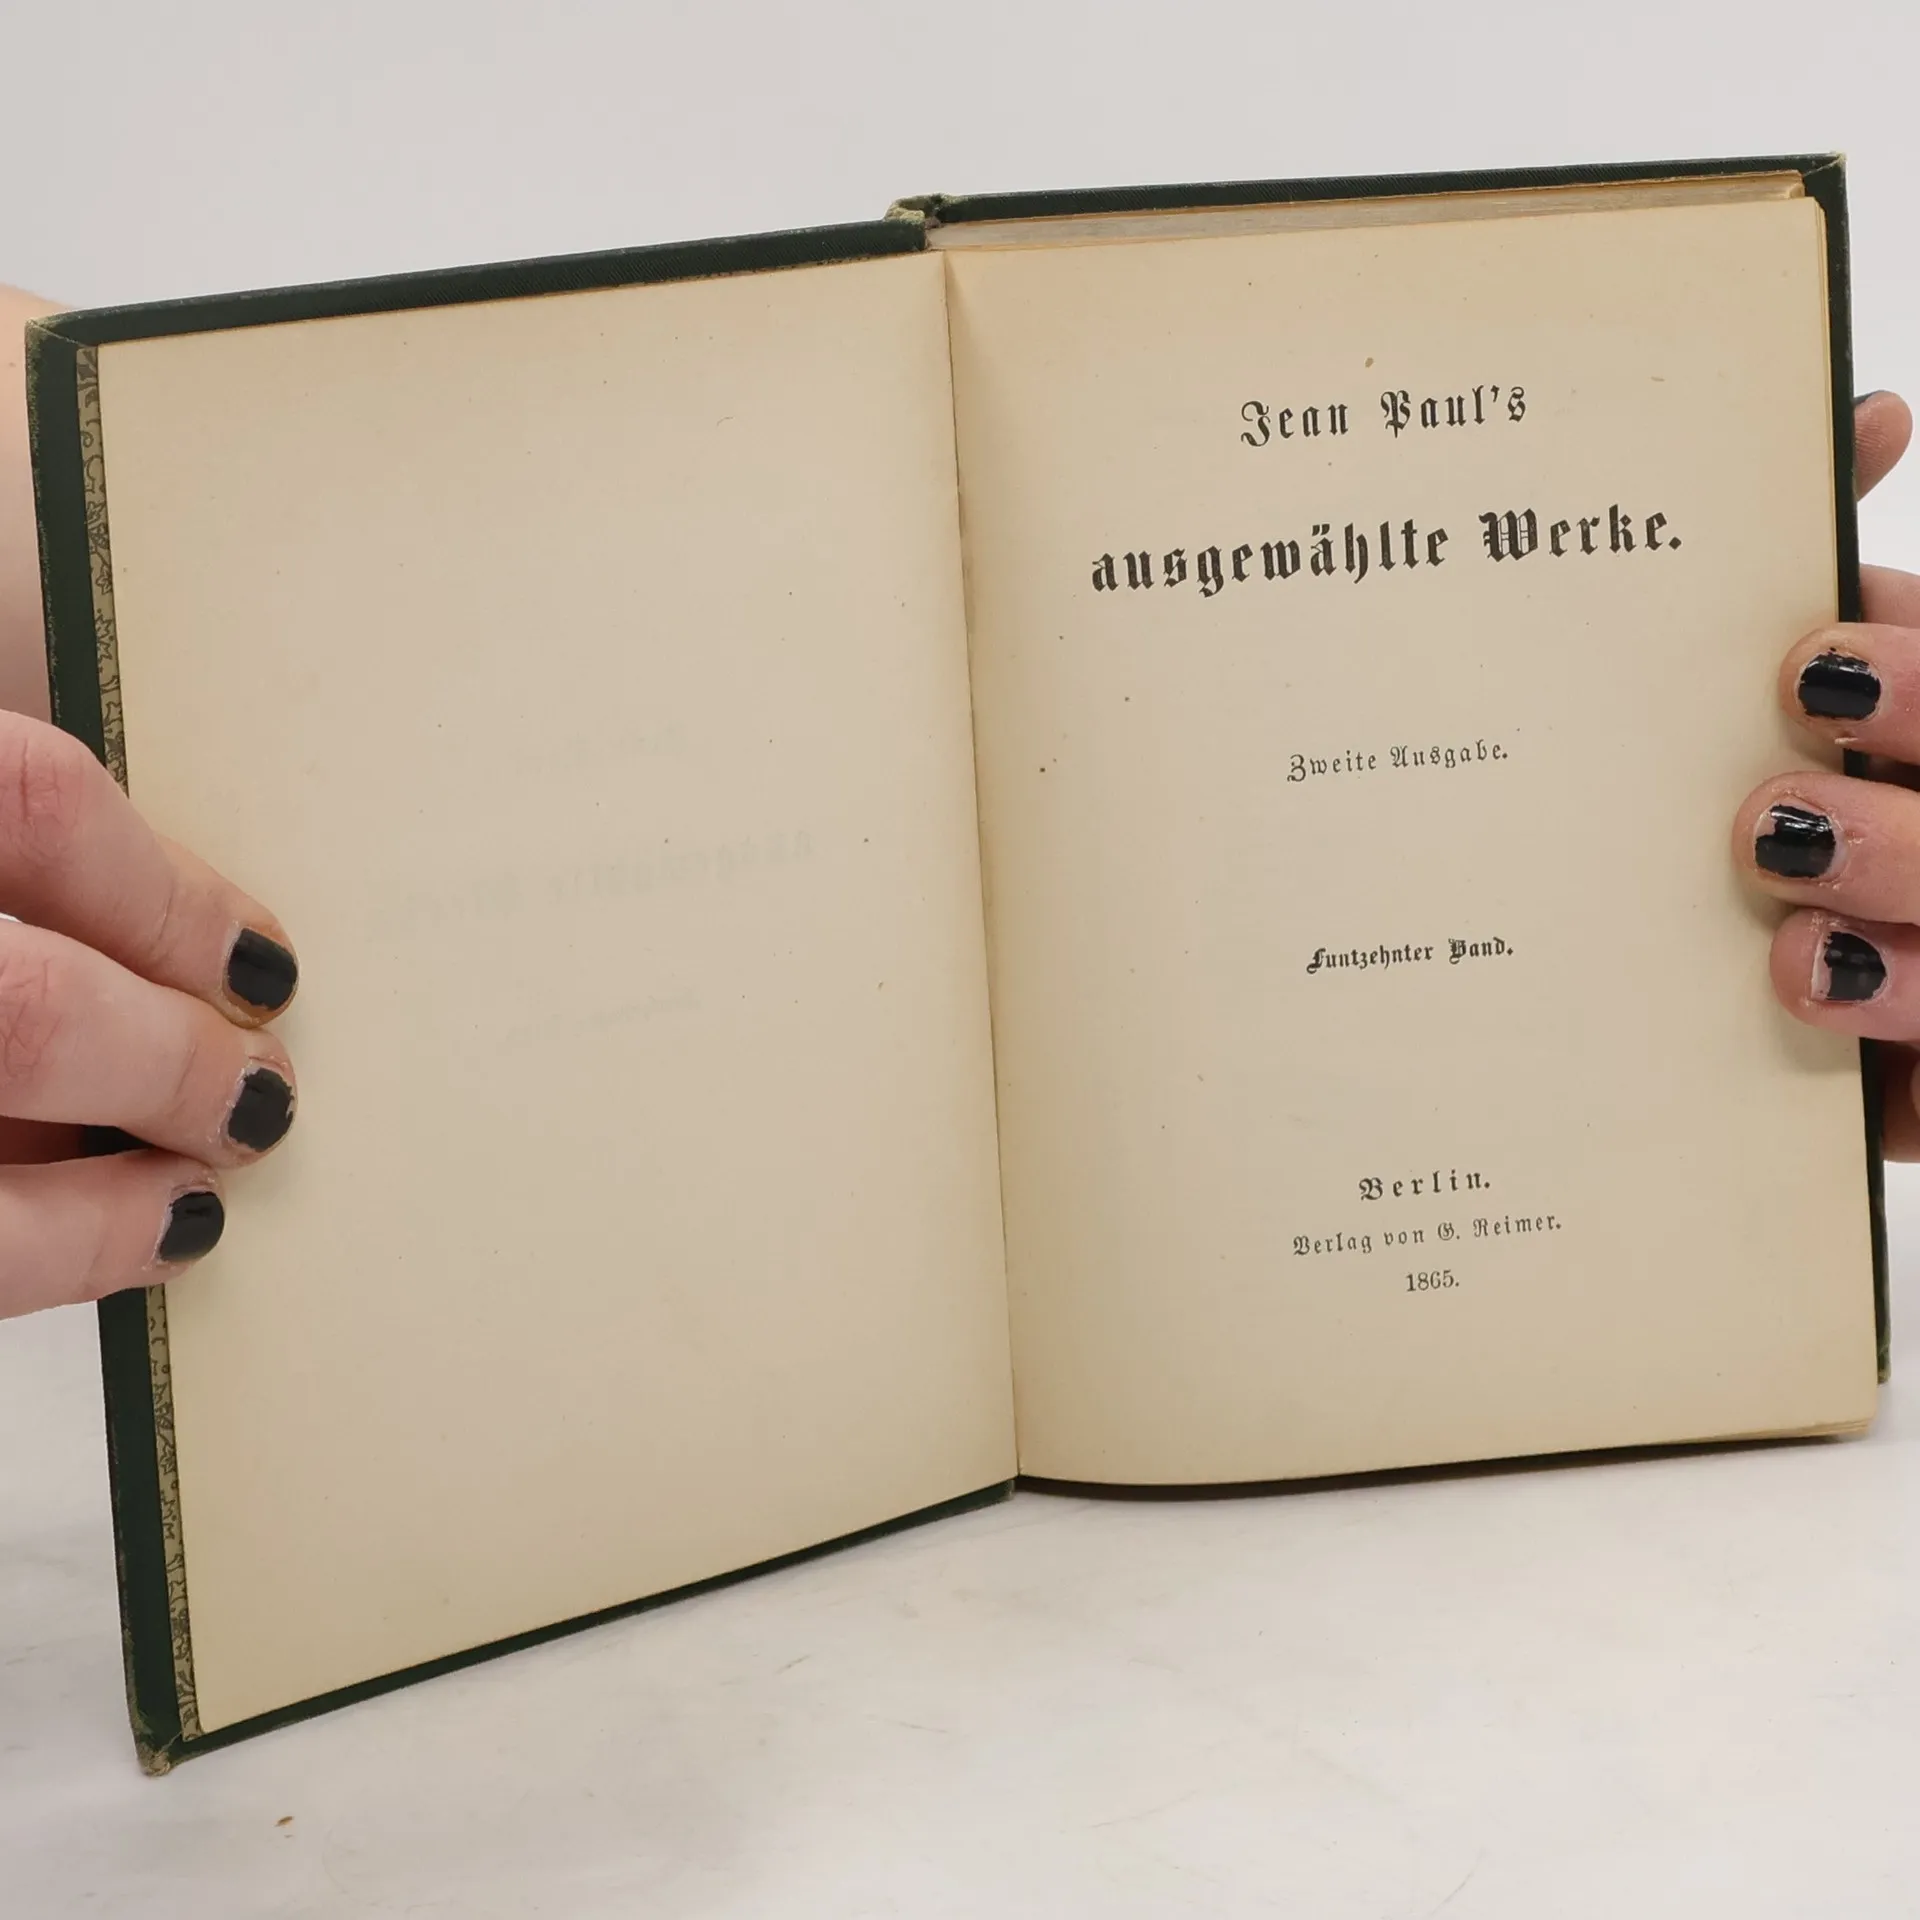 Jean Paul's
ausgewählte Werke.
Zweite Ausgabe.
Funtzehnter Band.
Berlin.
Verlag von G. Reimer.
1865.